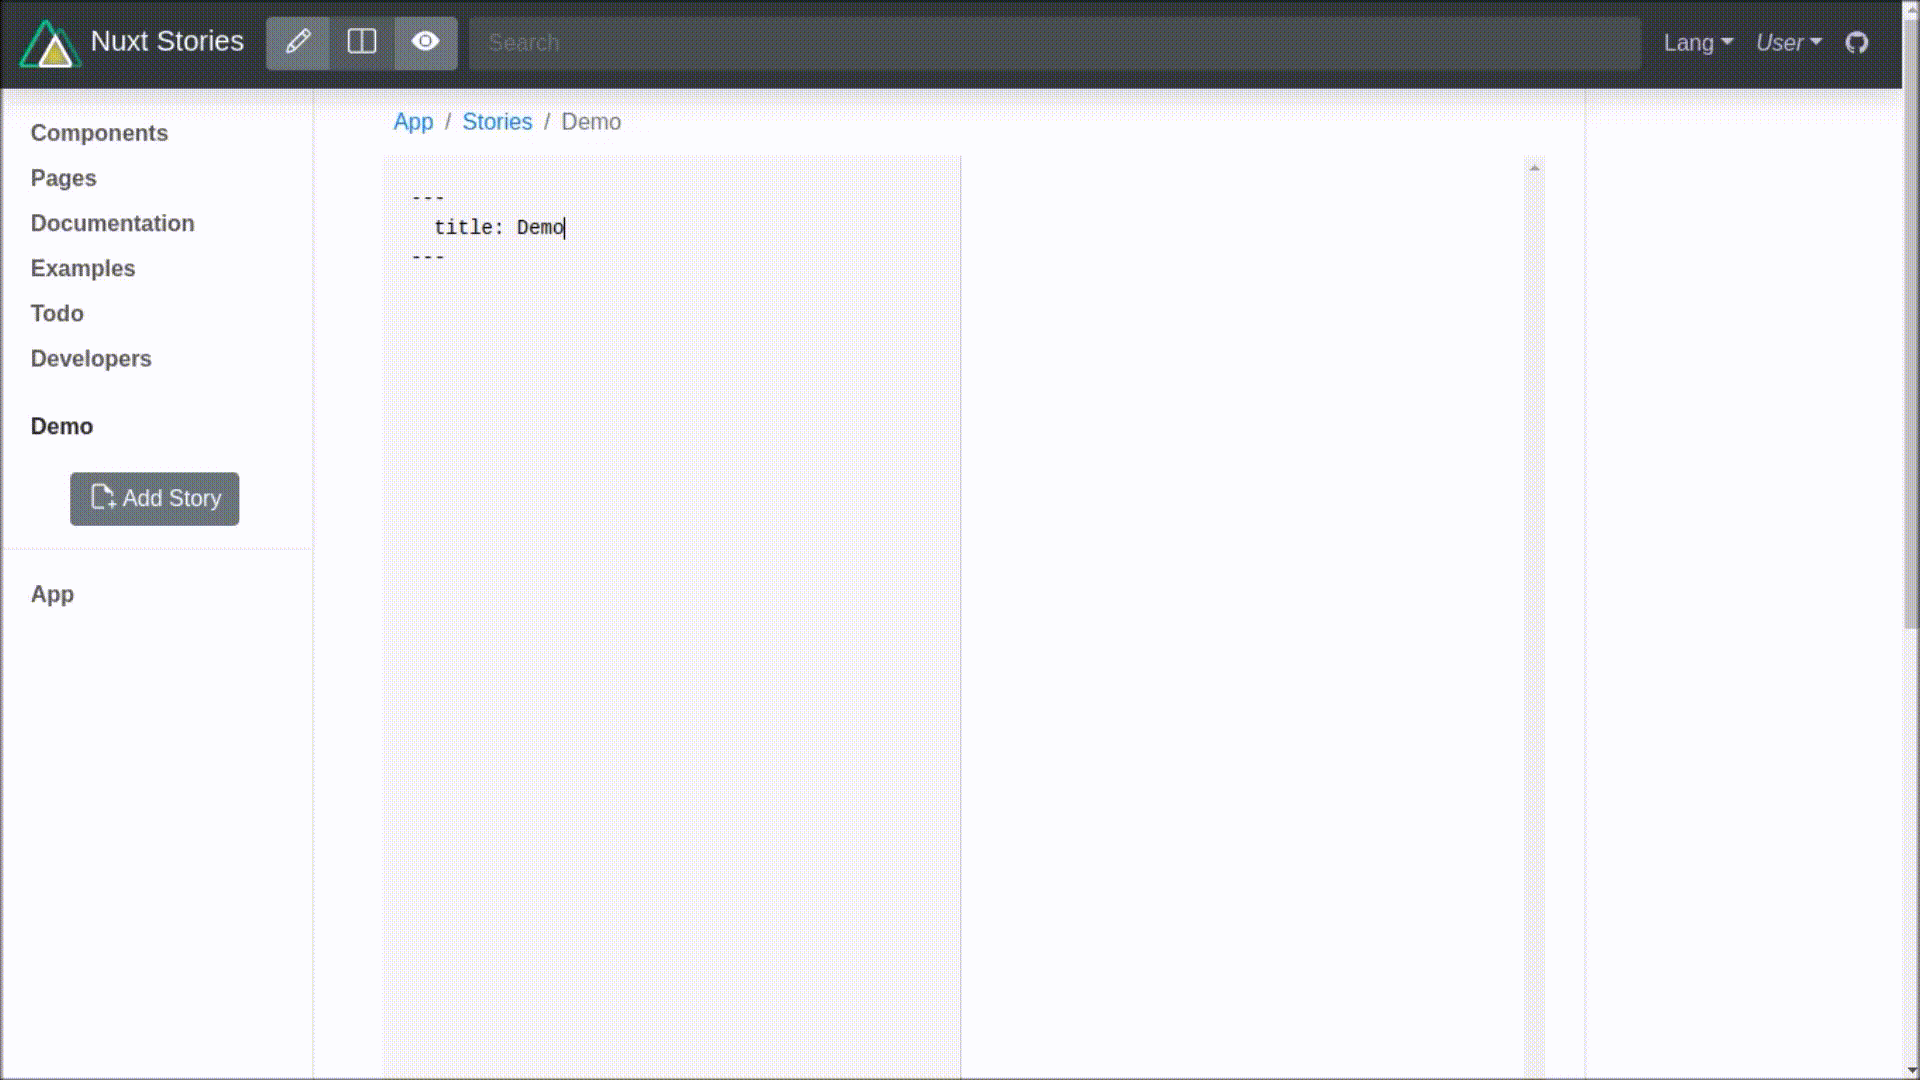 Nuxt Stories
Search
Lang
User
Components
Pages
Documentation
Examples
Todo
Developers
Demo
Add Story
App
App / Stories / Demo
---
title: Demo
---